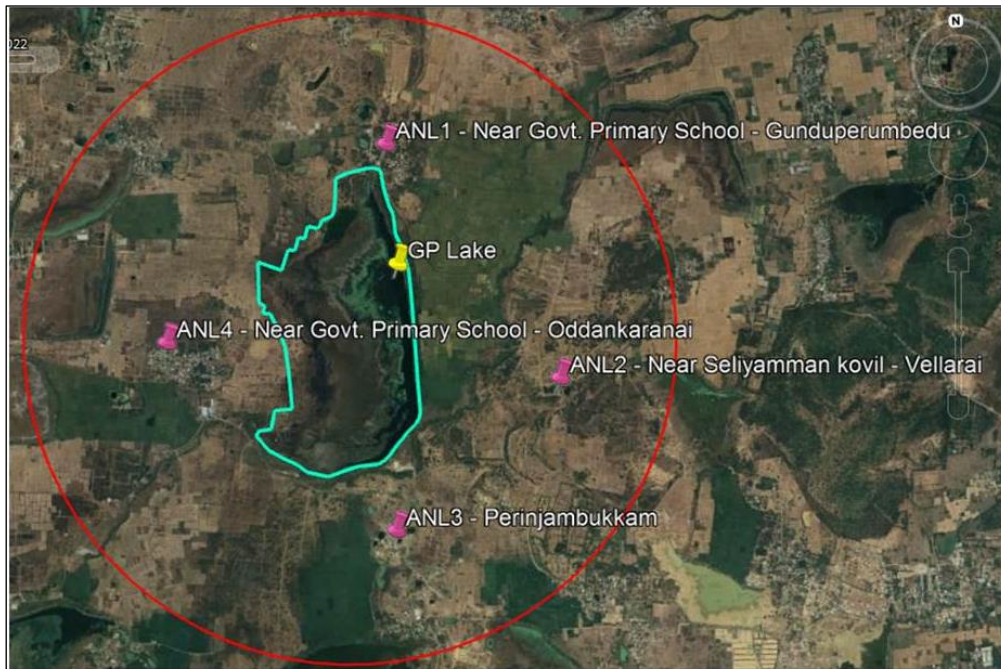 022
N
ANL1 - Near Govt. Primary School - Gunduperumbedu
GP Lake
ANL4 - Near Govt. Primary School - Oddankaranai
ANL2 - Near Seliyamman kovil - Vellarai
ANL3 - Perinjambukkam